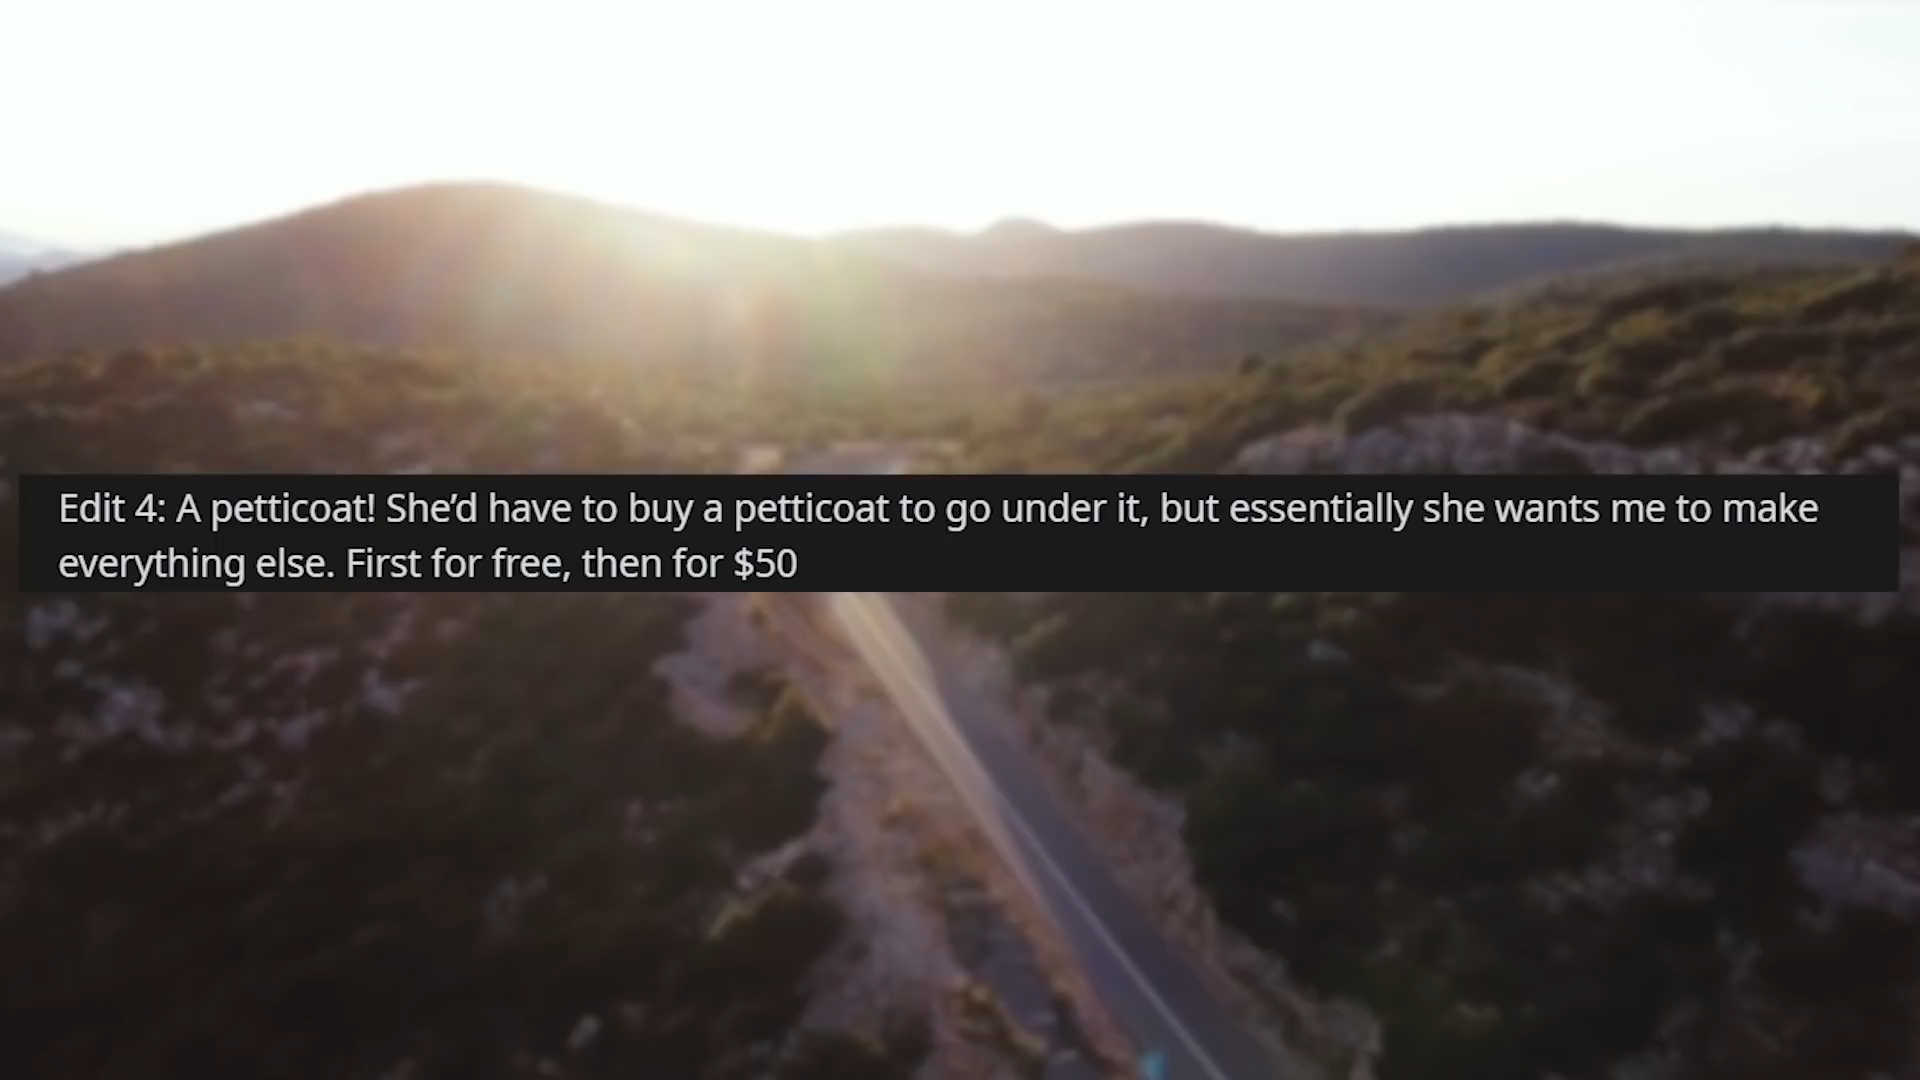 Edit 4: A petticoat! She’d have to buy a petticoat to go under it, but essentially she wants me to make
everything else. First for free, then for $50